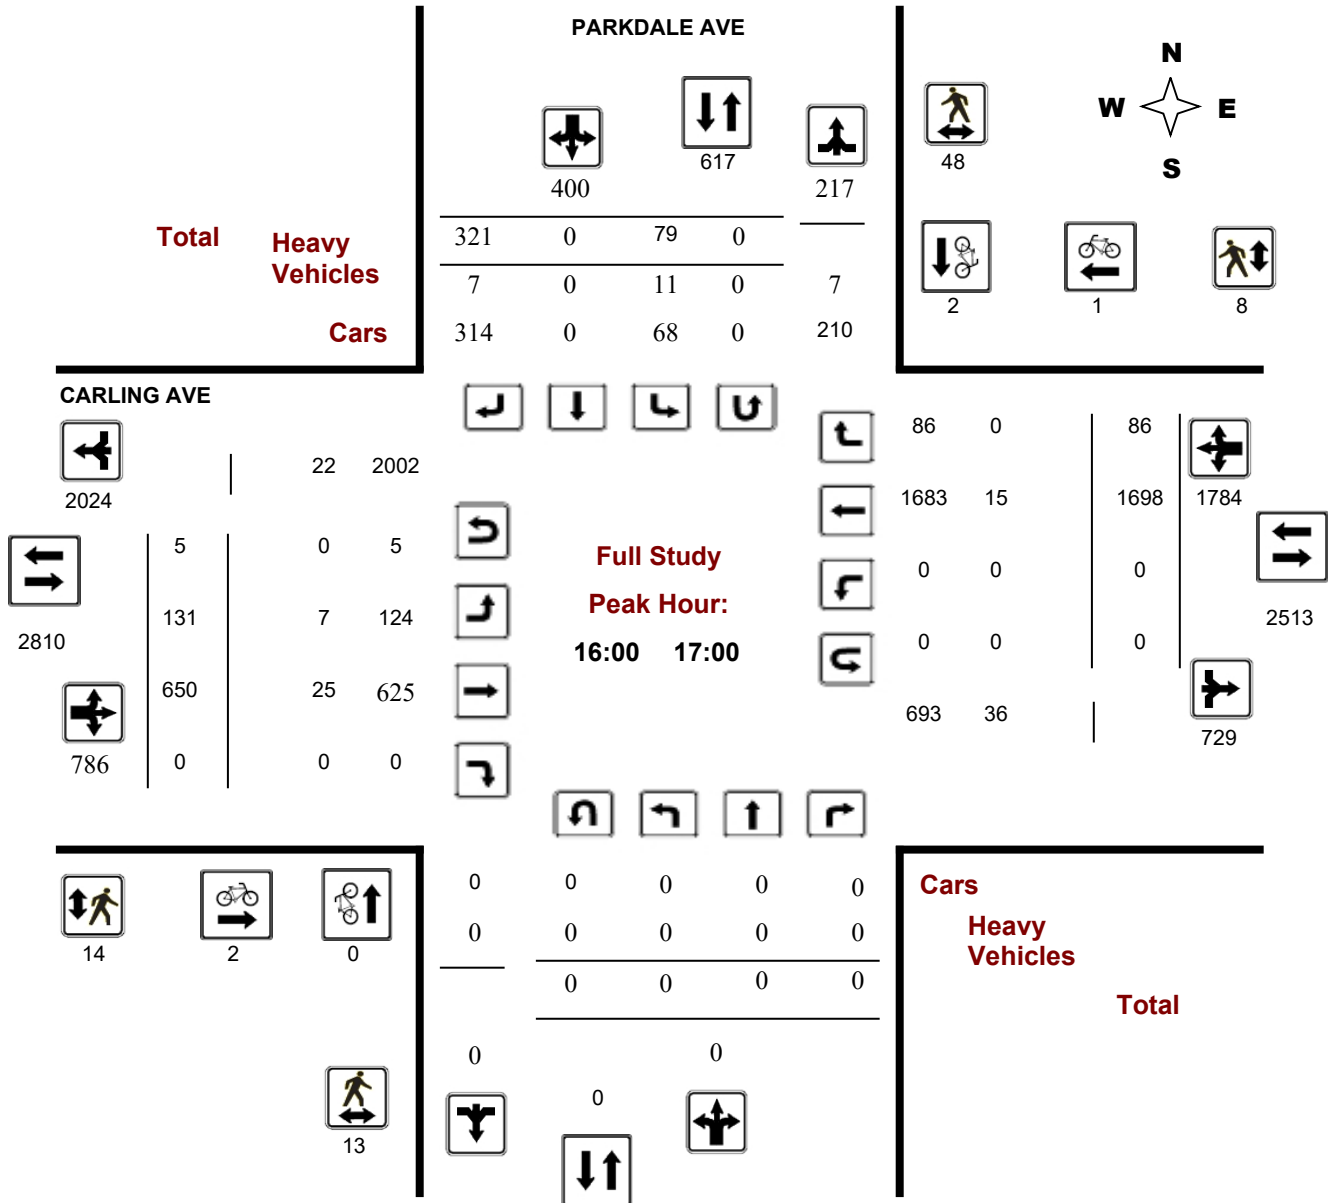 PARKDALE AVE
N
W E
S
48
617
400 217
Total Heavy Vehicles
321 0 79 0
7 0 11 0 7
Cars 314 0 68 0 210
2 1 8
CARLING AVE
86 0 86
22 2002
2024
1683 15 1698 1784
5 0 5
Full Study
0 0 0
131 7 124
Peak Hour:
2810 2513
16:00 17:00
0 0 0
650 25 625
693 36
729
786 0 0 0
0 0 0 0 0
Cars
0 0 0 0 0
Heavy
Vehicles
14 2 0
0 0 0 0
Total
0 0
0
13